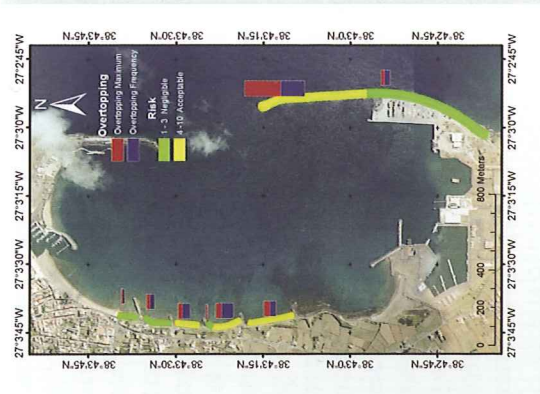 27°3'45"W
27°3'30"W
27°3'15"W
27°3'0"W
27°2'45"W
38°43'45"N
38°43'30"N
38°43'15"N
38°43'0"N
38°42'45"N
N
Overtopping
Overtopping Maximum
Overtopping Frequency
Risk
1 - 3 Negligible
4 -10 Acceptable
0 200 400 800 Meters
38°43'45"N
38°43'30"N
38°43'15"N
38°43'0"N
38°42'45"N
27°3'45"W
27°3'30"W
27°3'15"W
27°3'0"W
27°2'45"W